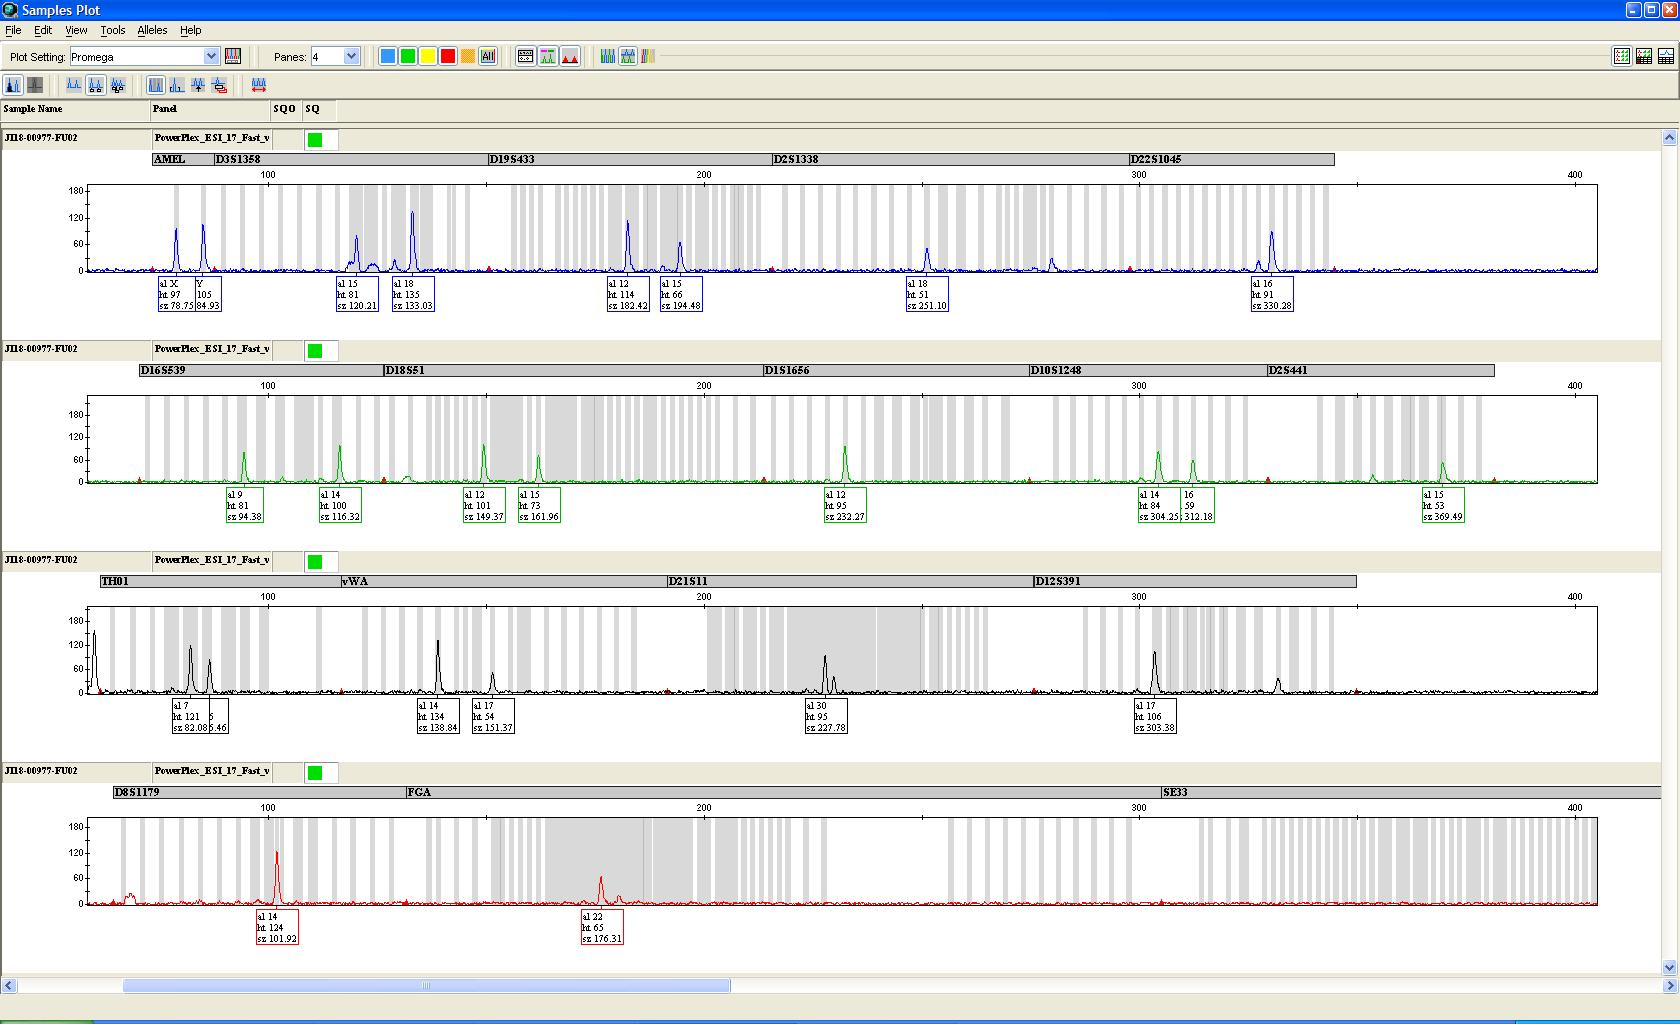 Samples Plot
File Edit View Tools Alleles Help
Plot Setting: Promega Panes: 4 All
Sample Name Panel SQO SQ
JI18-00977-FU02 PowerPlex_ESI_17_Fast_v
AMEL D3S1358 D19S433 D2S1338 D22S1045
100 200 300 400
180
120
60
0
al X Y al 15 al 18 al 12 al 15 al 18 al 16
ht 97 105 ht 81 ht 135 ht 114 ht 66 ht 51 ht 91
sz 78.75 84.93 sz 120.21 sz 133.03 sz 182.42 sz 194.48 sz 251.10 sz 330.28
JI18-00977-FU02 PowerPlex_ESI_17_Fast_v
D16S539 D18S51 D1S1656 D10S1248 D2S441
100 200 300 400
180
120
60
0
al 9 al 14 al 12 al 15 al 12 al 14 16 al 15
ht 81 ht 100 ht 101 ht 73 ht 95 ht 84 59 ht 53
sz 94.38 sz 116.32 sz 149.37 sz 161.96 sz 232.27 sz 304.25 312.18 sz 369.49
JI18-00977-FU02 PowerPlex_ESI_17_Fast_v
TH01 vWA D21S11 D12S391
100 200 300 400
180
120
60
0
al 7 al 14 al 17 al 30 al 17
ht 121 ht 134 ht 54 ht 95 ht 106
sz 82.08 .46 sz 138.84 sz 151.37 sz 227.78 sz 303.38
JI18-00977-FU02 PowerPlex_ESI_17_Fast_v
D8S1179 FGA SE33
100 200 300 400
180
120
60
0
al 14 al 22
ht 124 ht 65
sz 101.92 sz 176.31